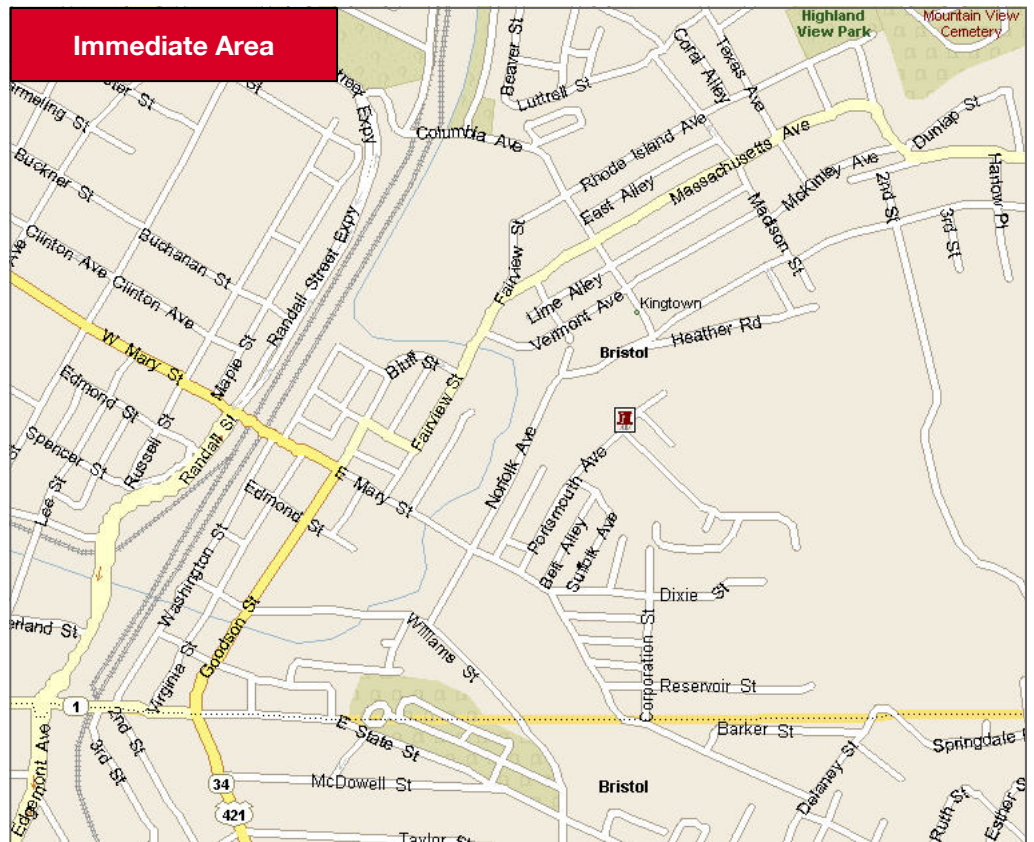 Immediate Area
Highland
View Park
Mountain View
Cemetery
Beaver St
Luttrell St
Coral Alley
Texas Ave
Expy
Columbia Ave
Rhode Island Ave
East Alley
Massachusetts Ave
McKinley Ave
Dunlap St
Harlow Pl
2nd St
3rd St
Madison St
Buckner St
Buchanan St
Clinton Ave
Clinton Ave
Randall Street Expy
Fairview St
Lime Alley
Vermont Ave
Kingtown
Heather Rd
Bristol
W Mary St
Maple St
Bluff St
Fairview St
Edmond St
Spencer St
Russell St
Randall St
Lee St
E Mary St
Edmond St
Norfolk Ave
Portsmouth Ave
Belt Alley
Suffolk Ave
Washington St
Goodson St
Virginia St
Williams St
Dixie St
Corporation St
Reservoir St
Barker St
Springdale
Delaney St
1
2nd St
3rd St
E State St
Edgemont Ave
34
McDowell St
421
Bristol
Taylor St
Ruth St
Esther S